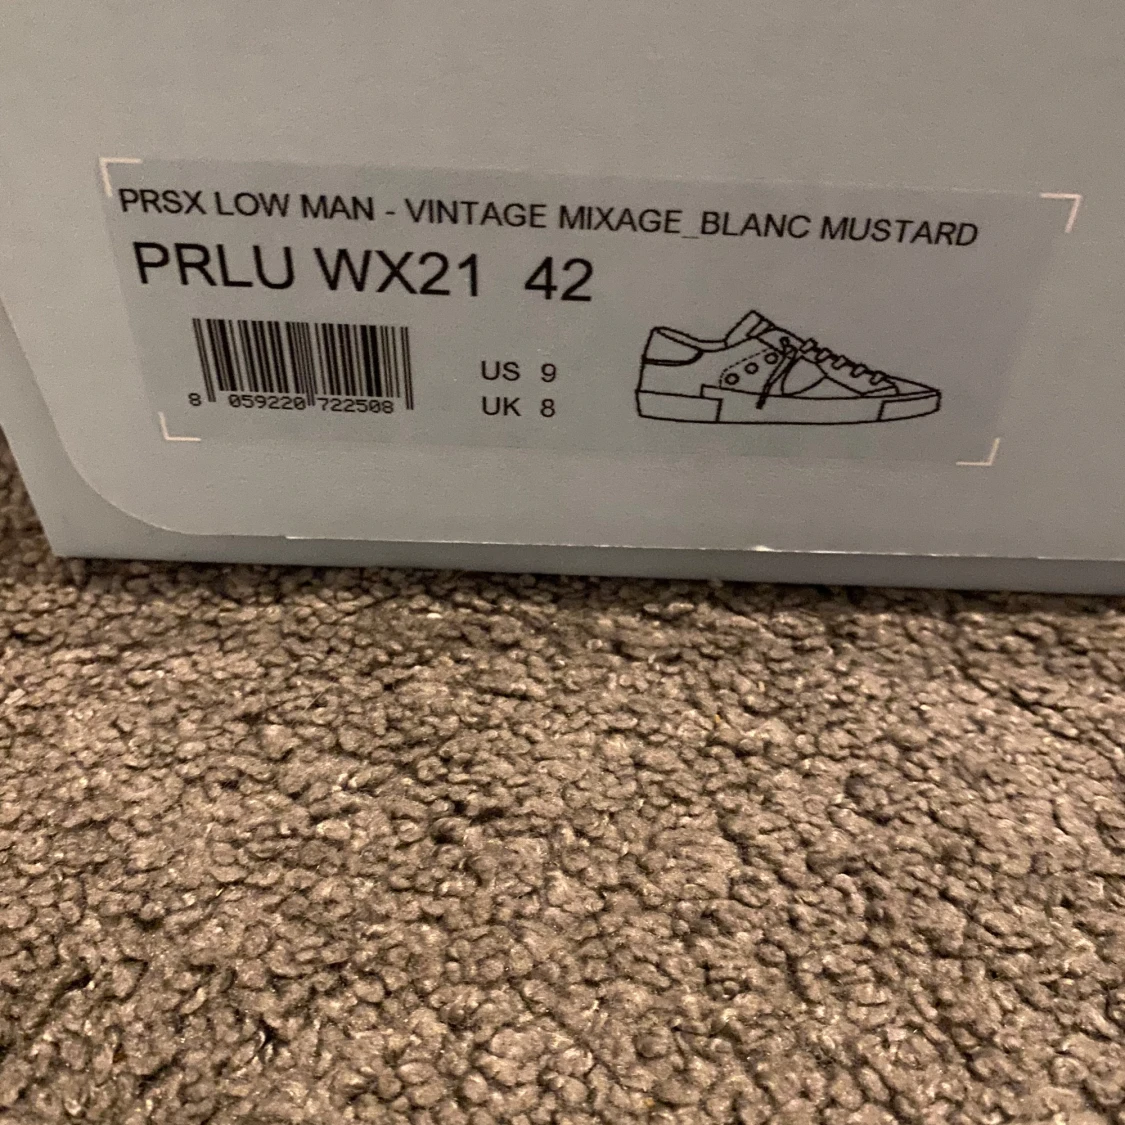 PRSX LOW MAN - VINTAGE MIXAGE_BLANC MUSTARD
PRLU WX21 42
US 9
UK 8
8 059220 722508